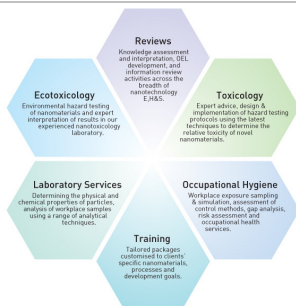 Reviews
Knowledge assessment
and interpretation, OEL
development, and
information review
activities across the
breadth of
nanotechnology
E,H&S.
Ecotoxicology
Environmental hazard testing
of nanomaterials and expert
interpretation of results in our
experienced nanotoxicology
laboratory.
Toxicology
Expert advice, design &
implementation of hazard testing
protocols using the latest
techniques to determine the
relative toxicity of novel
nanomaterials.
Laboratory Services
Determining the physical and
chemical properties of particles,
analysis of workplace samples
using a range of analytical
techniques.
Occupational Hygiene
Workplace exposure sampling
& simulation, assessment of
control methods, gap analysis,
risk assessment and
occupational health
services.
Training
Tailored packages
customised to clients'
specific nanomaterials,
processes and
development goals.